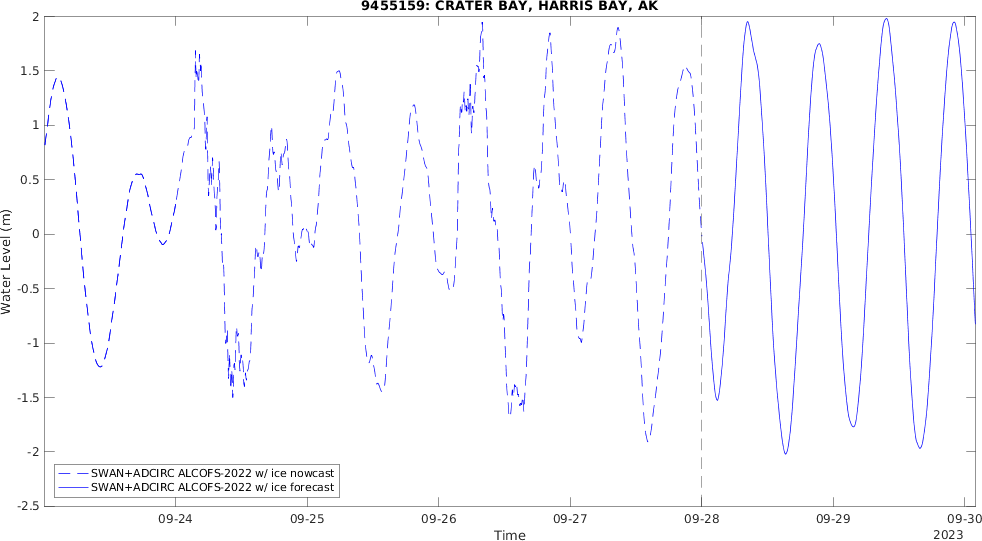 9455159: CRATER BAY, HARRIS BAY, AK
2
1.5
1
0.5
0
-0.5
-1
-1.5
-2
-2.5
Water Level (m)
SWAN+ADCIRC ALCOFS-2022 w/ ice nowcast
SWAN+ADCIRC ALCOFS-2022 w/ ice forecast
09-24 09-25 09-26 09-27 09-28 09-29 09-30
Time
2023